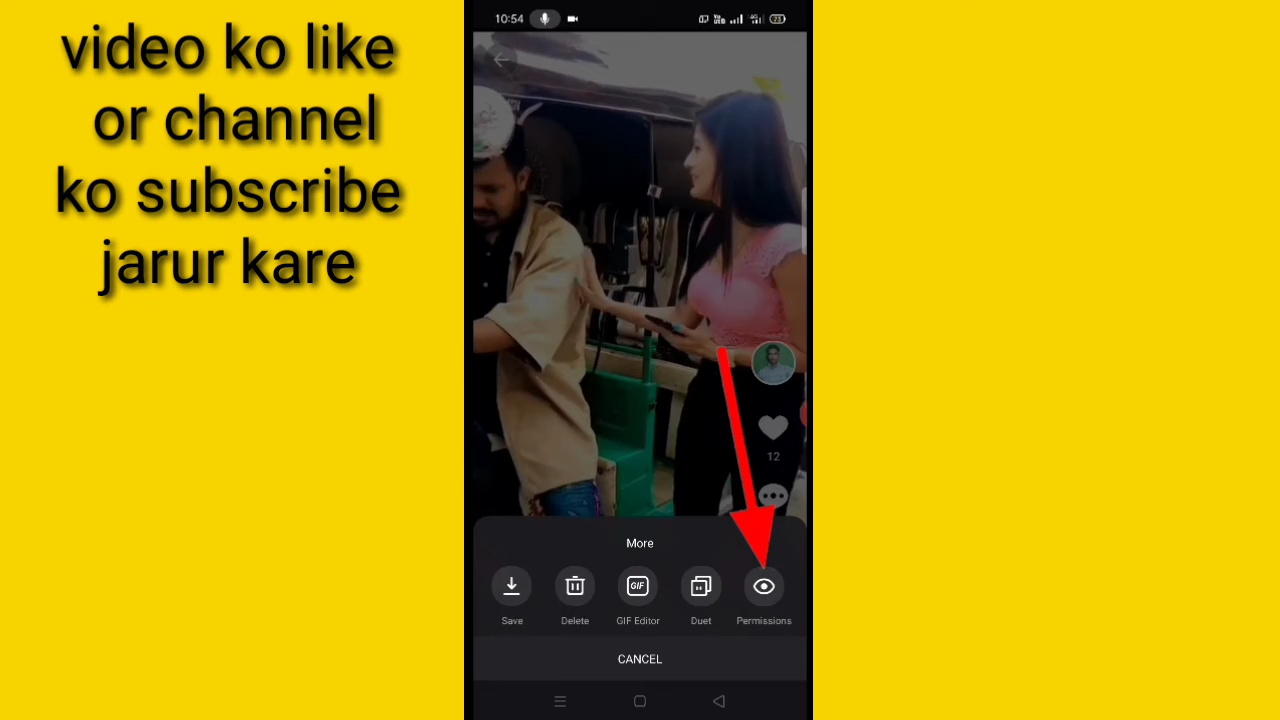 video ko like
or channel
ko subscribe
jarur kare
10:54
73
12
More
GIF
Save
Delete
GIF Editor
Duet
Permissions
CANCEL